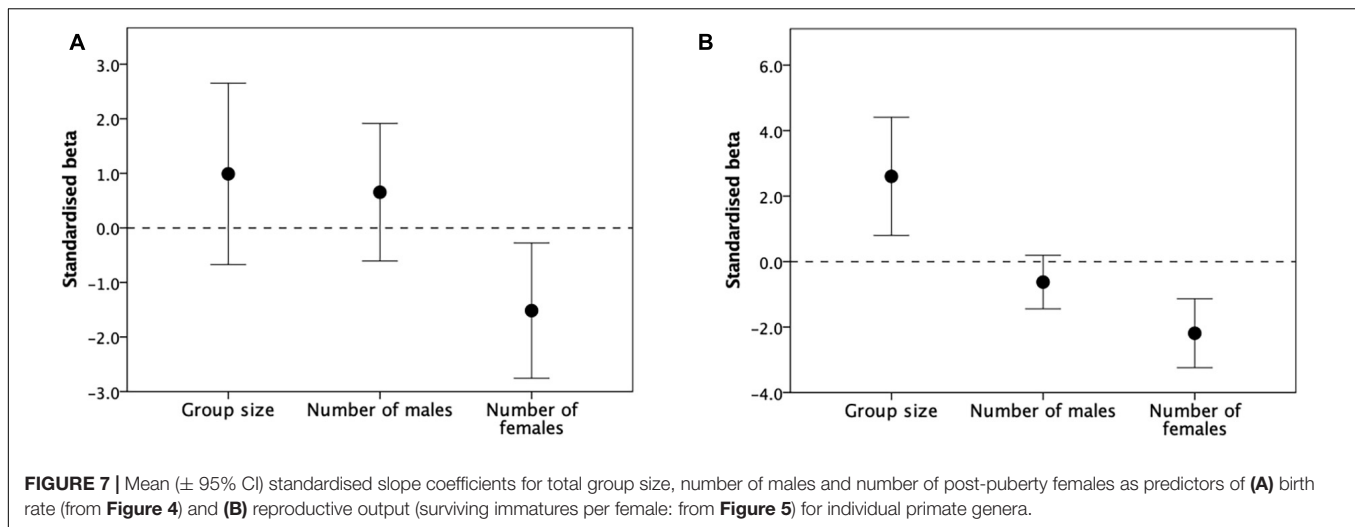 A
3.0
2.0
1.0
0.0
−1.0
−2.0
−3.0
Standardised beta
Group size
Number of males
Number of
females
B
6.0
4.0
2.0
0.0
−2.0
−4.0
Standardised beta
Group size
Number of males
Number of
females
FIGURE 7 | Mean (± 95% CI) standardised slope coefficients for total group size, number of males and number of post-puberty females as predictors of (A) birth
rate (from Figure 4) and (B) reproductive output (surviving immatures per female: from Figure 5) for individual primate genera.